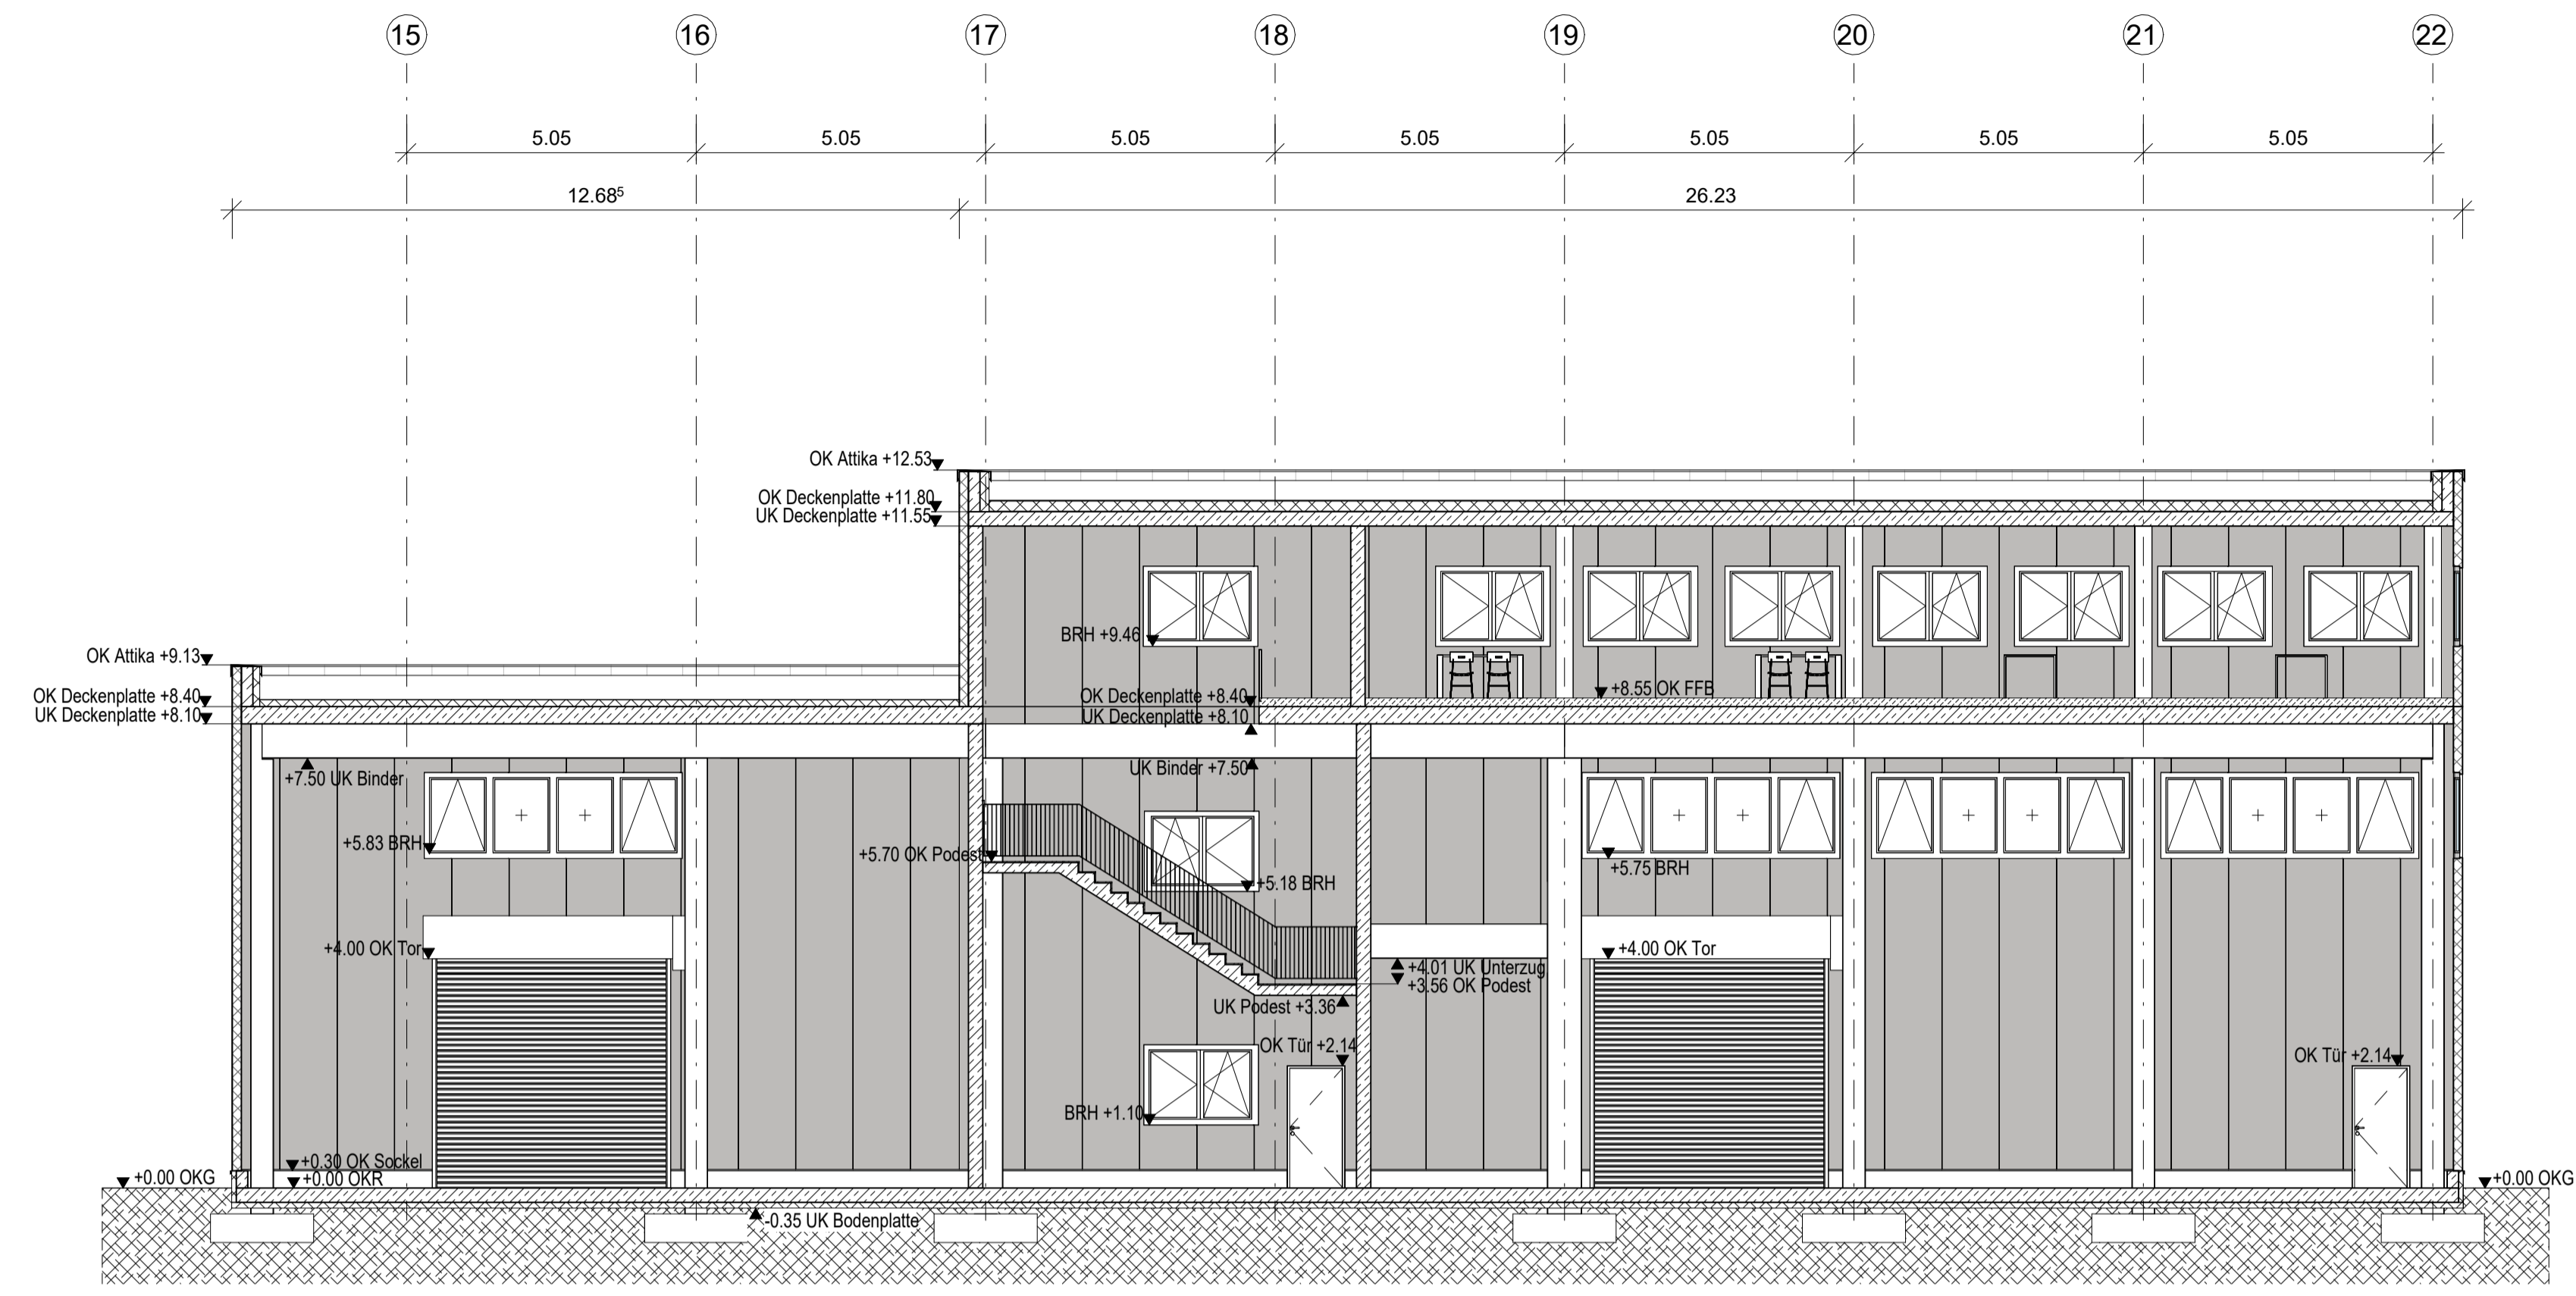 15 16 17 18 19 20 21 22
5.05 5.05 5.05 5.05 5.05 5.05 5.05
12.68⁵ 26.23
OK Attika +12.53
OK Deckenplatte +11.80
UK Deckenplatte +11.55
BRH +9.46
OK Attika +9.13
OK Deckenplatte +8.40
UK Deckenplatte +8.10
OK Deckenplatte +8.40
UK Deckenplatte +8.10
+8.55 OK FFB
+7.50 UK Binder
UK Binder +7.50
+5.83 BRH
+5.70 OK Podest
+5.18 BRH
+5.75 BRH
+4.00 OK Tor
+4.00 OK Tor
+4.01 UK Unterzug
+3.56 OK Podest
UK Podest +3.36
OK Tür +2.14
OK Tür +2.14
BRH +1.10
+0.30 OK Sockel
+0.00 OKR
+0.00 OKG
+0.00 OKG
-0.35 UK Bodenplatte